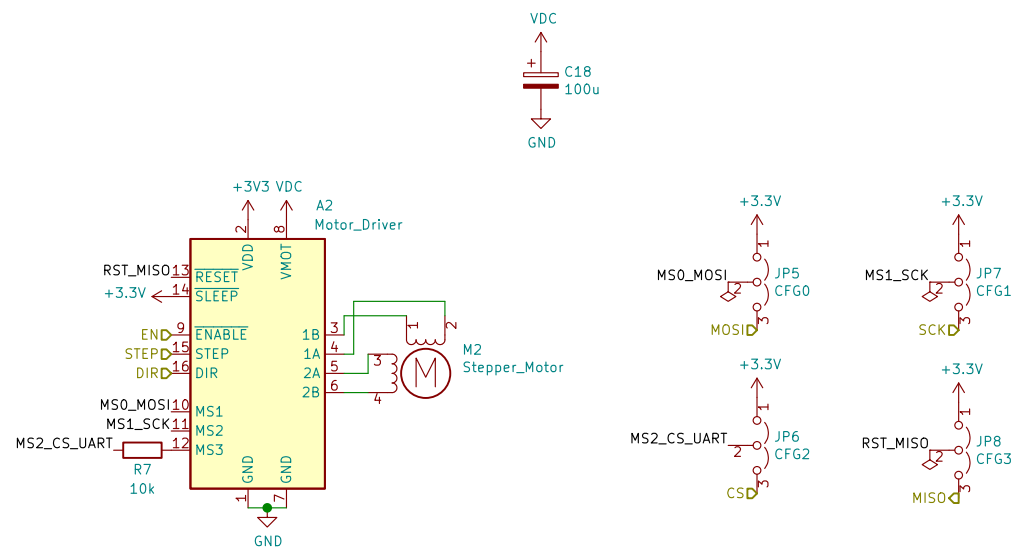 VDC
+
C18
100u
GND
+3V3 VDC
A2
Motor_Driver
2
8
VDD
VMOT
RST_MISO 13 RESET
+3.3V 14 SLEEP
EN 9 ENABLE
STEP 15 STEP
DIR 16 DIR
MS0_MOSI 10 MS1
MS1_SCK 11 MS2
MS2_CS_UART 12 MS3
R7
10k
1B 3
1A 4
2A 5
2B 6
1
2
3
4
M
M2
Stepper_Motor
GND
GND
1
7
GND
+3.3V
1
MS0_MOSI
2
JP5
CFG0
3
MOSI
+3.3V
1
MS1_SCK
2
JP7
CFG1
3
SCK
+3.3V
1
MS2_CS_UART
2
JP6
CFG2
3
CS
+3.3V
1
RST_MISO
2
JP8
CFG3
3
MISO